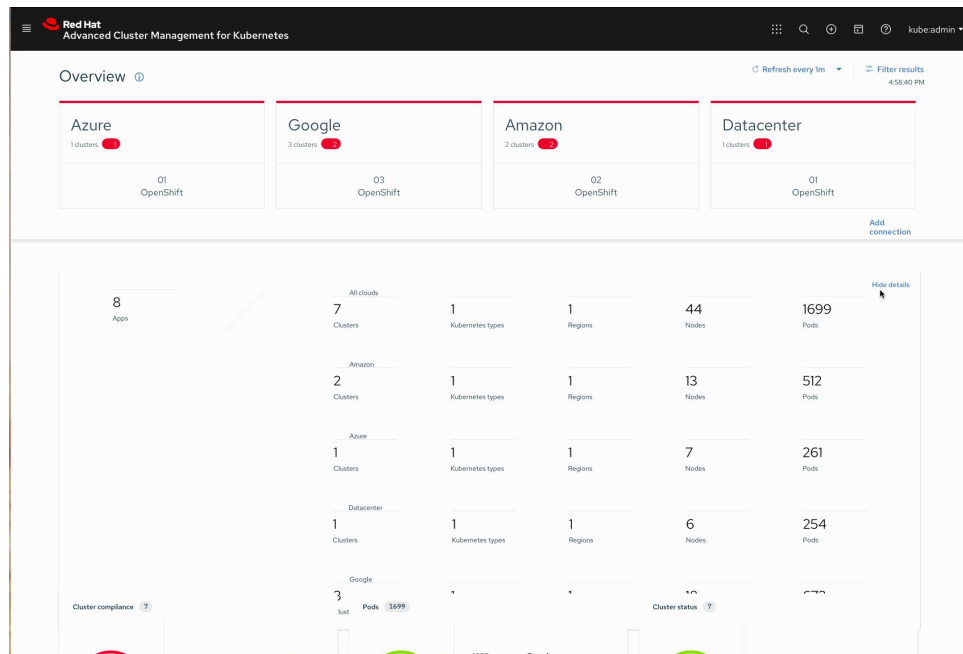 Red Hat
Advanced Cluster Management for Kubernetes
kube:admin
Overview
Refresh every 1m
Filter results
4:58:40 PM
Azure
1 clusters 1
01
OpenShift
Google
3 clusters 2
03
OpenShift
Amazon
2 clusters 2
02
OpenShift
Datacenter
1 clusters 1
01
OpenShift
Add
connection
Hide details
8
Apps
All clouds
7 1 1 44 1699
Clusters Kubernetes types Regions Nodes Pods
Amazon
2 1 1 13 512
Clusters Kubernetes types Regions Nodes Pods
Azure
1 1 1 7 261
Clusters Kubernetes types Regions Nodes Pods
Datacenter
1 1 1 6 254
Clusters Kubernetes types Regions Nodes Pods
Google
3
Cluster compliance 7
Pods 1699
Cluster status 7